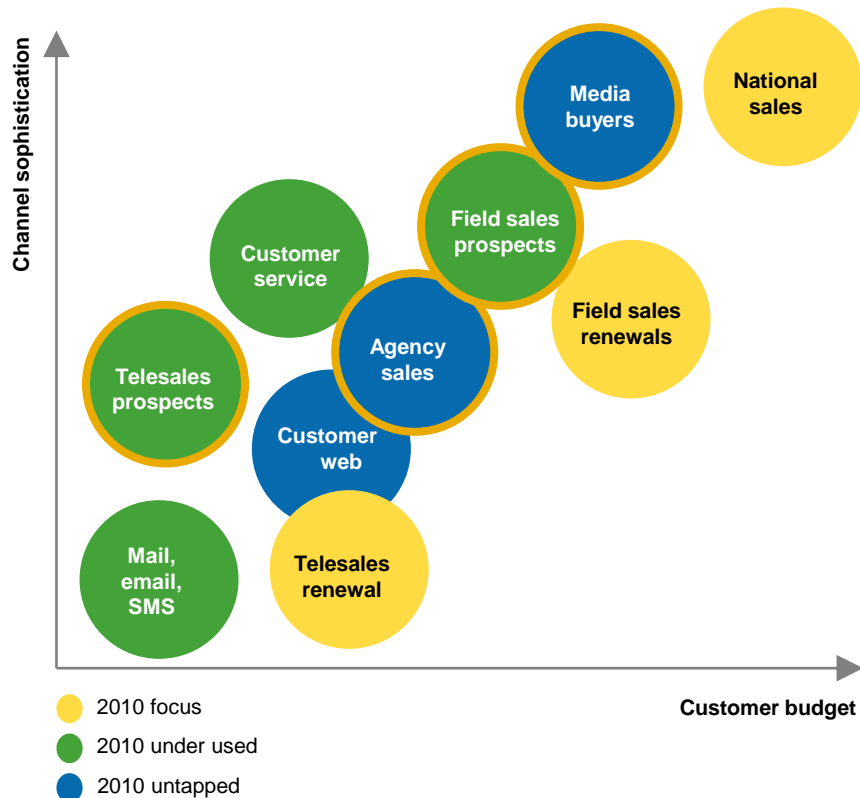 Channel sophistication
Media
buyers
National
sales
Field sales
prospects
Customer
service
Field sales
renewals
Agency
sales
Telesales
prospects
Customer
web
Mail,
email,
SMS
Telesales
renewal
Customer budget
2010 focus
2010 under used
2010 untapped